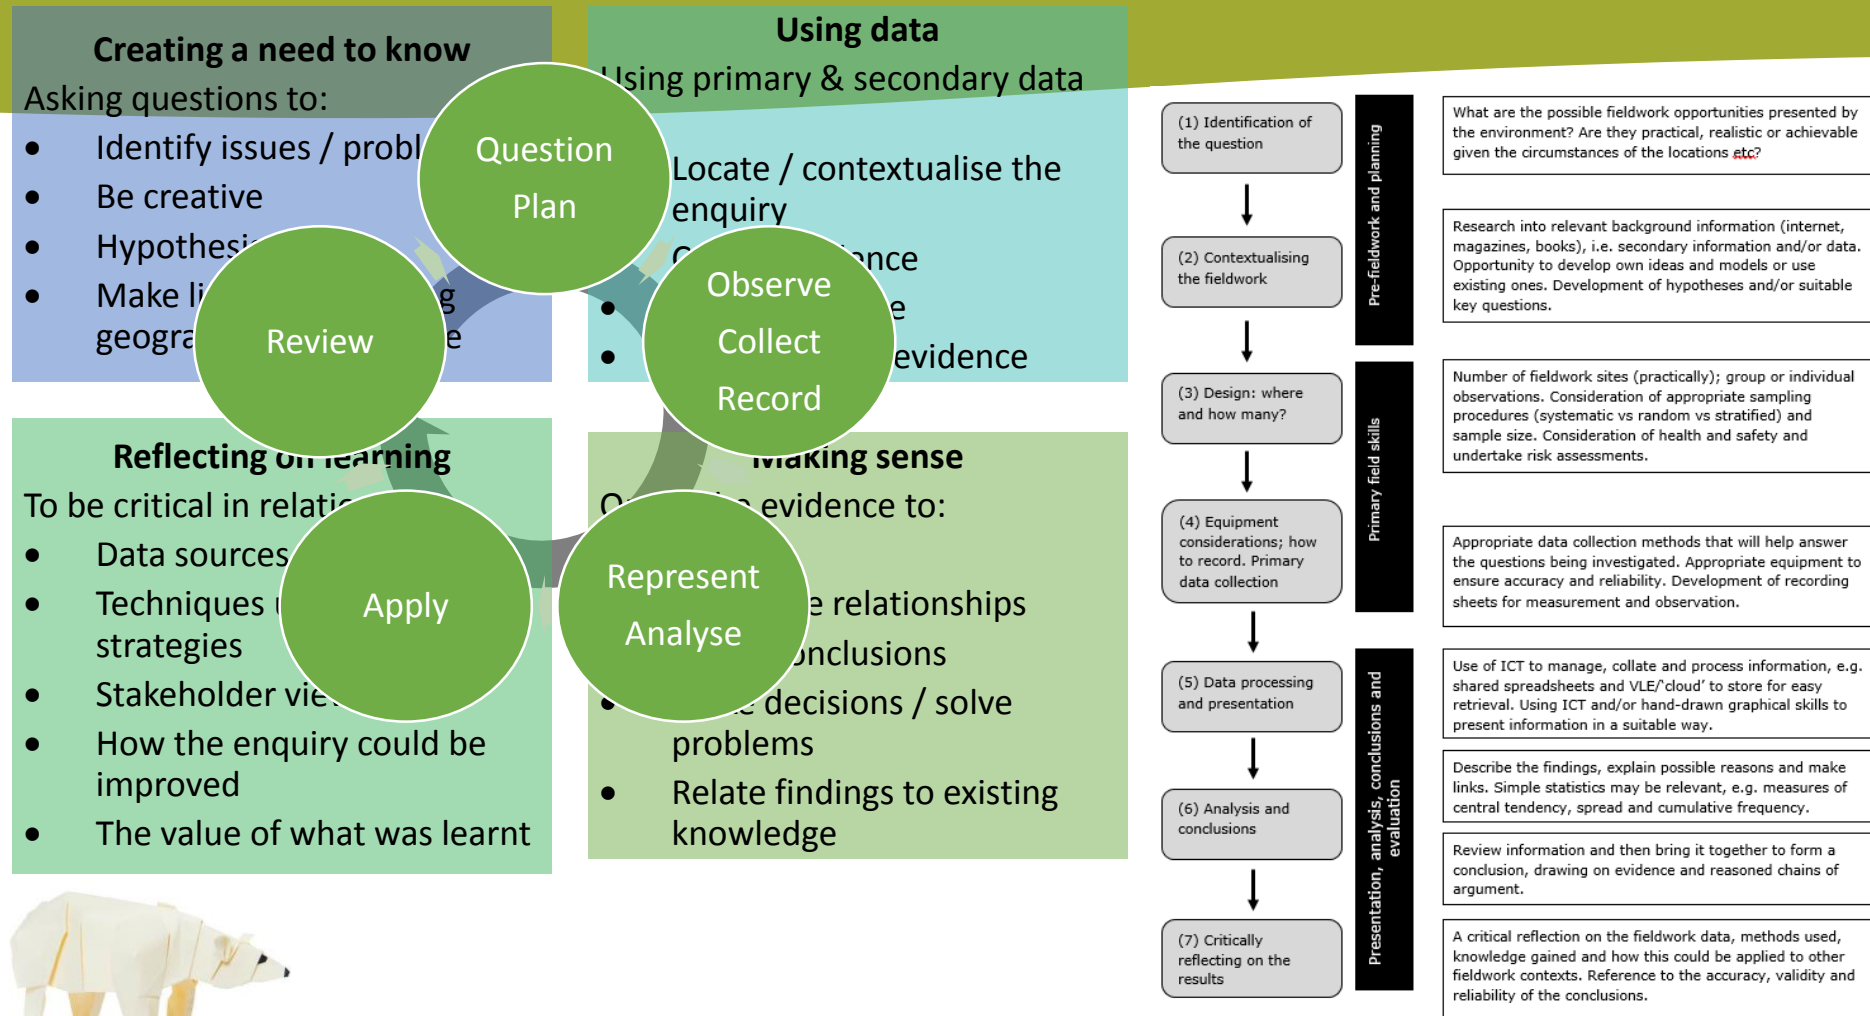 Creating a need to know
Asking questions to:
• Identify issues / probl
• Be creative
• Hypothesi
• Make li g
geogra e
Using data
Using primary & secondary data
Locate / contextualise the
enquiry
ence
• e
• evidence
Reflecting on learning
To be critical in relati
• Data sources
• Techniques
strategies
• Stakeholder vie
• How the enquiry could be
improved
• The value of what was learnt
Making sense
evidence to:
e relationships
onclusions
• decisions / solve
problems
• Relate findings to existing
knowledge
Question
Plan
Observe
Collect
Record
Represent
Analyse
Apply
Review
(1) Identification of
the question
(2) Contextualising
the fieldwork
(3) Design: where
and how many?
(4) Equipment
considerations; how
to record. Primary
data collection
(5) Data processing
and presentation
(6) Analysis and
conclusions
(7) Critically
reflecting on the
results
Pre-fieldwork and planning
Primary field skills
Presentation, analysis, conclusions and
evaluation
What are the possible fieldwork opportunities presented by
the environment? Are they practical, realistic or achievable
given the circumstances of the locations etc?
Research into relevant background information (internet,
magazines, books), i.e. secondary information and/or data.
Opportunity to develop own ideas and models or use
existing ones. Development of hypotheses and/or suitable
key questions.
Number of fieldwork sites (practically); group or individual
observations. Consideration of appropriate sampling
procedures (systematic vs random vs stratified) and
sample size. Consideration of health and safety and
undertake risk assessments.
Appropriate data collection methods that will help answer
the questions being investigated. Appropriate equipment to
ensure accuracy and reliability. Development of recording
sheets for measurement and observation.
Use of ICT to manage, collate and process information, e.g.
shared spreadsheets and VLE/‘cloud’ to store for easy
retrieval. Using ICT and/or hand-drawn graphical skills to
present information in a suitable way.
Describe the findings, explain possible reasons and make
links. Simple statistics may be relevant, e.g. measures of
central tendency, spread and cumulative frequency.
Review information and then bring it together to form a
conclusion, drawing on evidence and reasoned chains of
argument.
A critical reflection on the fieldwork data, methods used,
knowledge gained and how this could be applied to other
fieldwork contexts. Reference to the accuracy, validity and
reliability of the conclusions.